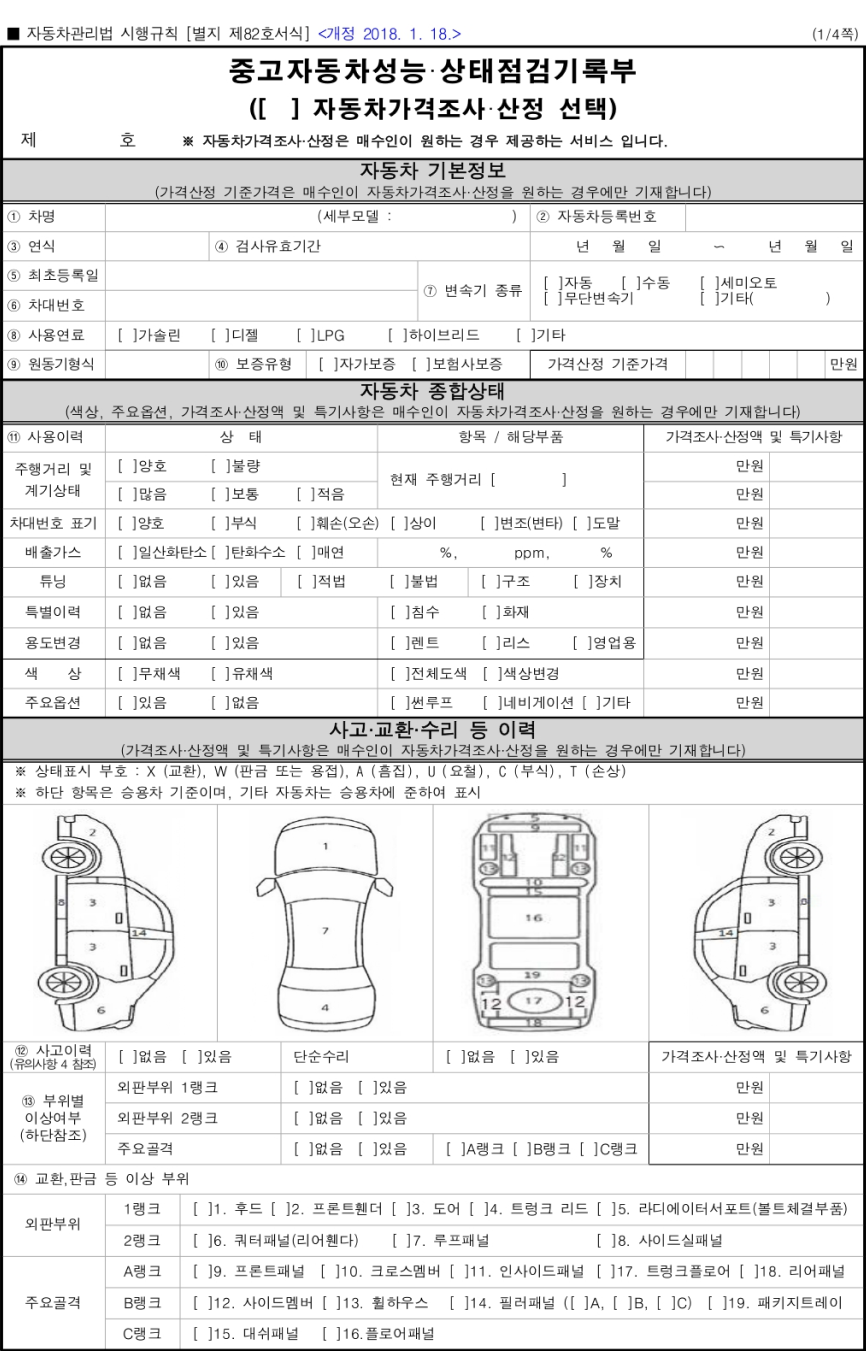 ■ 자동차관리법 시행규칙 [별지 제82호서식] <개정 2018. 1. 18.> (1/4쪽)
중고자동차성능·상태점검기록부
([ ] 자동차가격조사·산정 선택)
제 호 ※ 자동차가격조사·산정은 매수인이 원하는 경우 제공하는 서비스 입니다.
자동차 기본정보
(가격산정 기준가격은 매수인이 자동차가격조사·산정을 원하는 경우에만 기재합니다)
① 차명 (세부모델 : ) ② 자동차등록번호
③ 연식 ④ 검사유효기간 년 월 일 ∼ 년 월 일
⑤ 최초등록일 ⑦ 변속기 종류 [ ]자동 [ ]수동 [ ]세미오토
⑥ 차대번호 [ ]무단변속기 [ ]기타( )
⑧ 사용연료 [ ]가솔린 [ ]디젤 [ ]LPG [ ]하이브리드 [ ]기타
⑨ 원동기형식 ⑩ 보증유형 [ ]자가보증 [ ]보험사보증 가격산정 기준가격 만원
자동차 종합상태
(색상, 주요옵션, 가격조사·산정액 및 특기사항은 매수인이 자동차가격조사·산정을 원하는 경우에만 기재합니다)
⑪ 사용이력 상 태 항목 / 해당부품 가격조사·산정액 및 특기사항
주행거리 및 계기상태 [ ]양호 [ ]불량 현재 주행거리 [ ] 만원
[ ]많음 [ ]보통 [ ]적음 만원
차대번호 표기 [ ]양호 [ ]부식 [ ]훼손(오손) [ ]상이 [ ]변조(변타) [ ]도말 만원
배출가스 [ ]일산화탄소 [ ]탄화수소 [ ]매연 %, ppm, % 만원
튜닝 [ ]없음 [ ]있음 [ ]적법 [ ]불법 [ ]구조 [ ]장치 만원
특별이력 [ ]없음 [ ]있음 [ ]침수 [ ]화재 만원
용도변경 [ ]없음 [ ]있음 [ ]렌트 [ ]리스 [ ]영업용 만원
색 상 [ ]무채색 [ ]유채색 [ ]전체도색 [ ]색상변경 만원
주요옵션 [ ]있음 [ ]없음 [ ]썬루프 [ ]네비게이션 [ ]기타 만원
사고·교환·수리 등 이력
(가격조사·산정액 및 특기사항은 매수인이 자동차가격조사·산정을 원하는 경우에만 기재합니다)
※ 상태표시 부호 : X (교환), W (판금 또는 용접), A (흠집), U (요철), C (부식), T (손상)
※ 하단 항목은 승용차 기준이며, 기타 자동차는 승용차에 준하여 표시
2 3 8 14 3 6
1 7 4
5 9 11 12 12 11 13 13 10 15 16 19 13 13 12 17 12 18
2 3 8 14 3 6
⑫ 사고이력 (유의사항 4 참조) [ ]없음 [ ]있음 단순수리 [ ]없음 [ ]있음 가격조사·산정액 및 특기사항
⑬ 부위별 이상여부 (하단참조) 외판부위 1랭크 [ ]없음 [ ]있음 만원
외판부위 2랭크 [ ]없음 [ ]있음 만원
주요골격 [ ]없음 [ ]있음 [ ]A랭크 [ ]B랭크 [ ]C랭크 만원
⑭ 교환,판금 등 이상 부위
외판부위 1랭크 [ ]1. 후드 [ ]2. 프론트휀더 [ ]3. 도어 [ ]4. 트렁크 리드 [ ]5. 라디에이터서포트(볼트체결부품)
2랭크 [ ]6. 쿼터패널(리어휀다) [ ]7. 루프패널 [ ]8. 사이드실패널
주요골격 A랭크 [ ]9. 프론트패널 [ ]10. 크로스멤버 [ ]11. 인사이드패널 [ ]17. 트렁크플로어 [ ]18. 리어패널
B랭크 [ ]12. 사이드멤버 [ ]13. 휠하우스 [ ]14. 필러패널 ([ ]A, [ ]B, [ ]C) [ ]19. 패키지트레이
C랭크 [ ]15. 대쉬패널 [ ]16.플로어패널